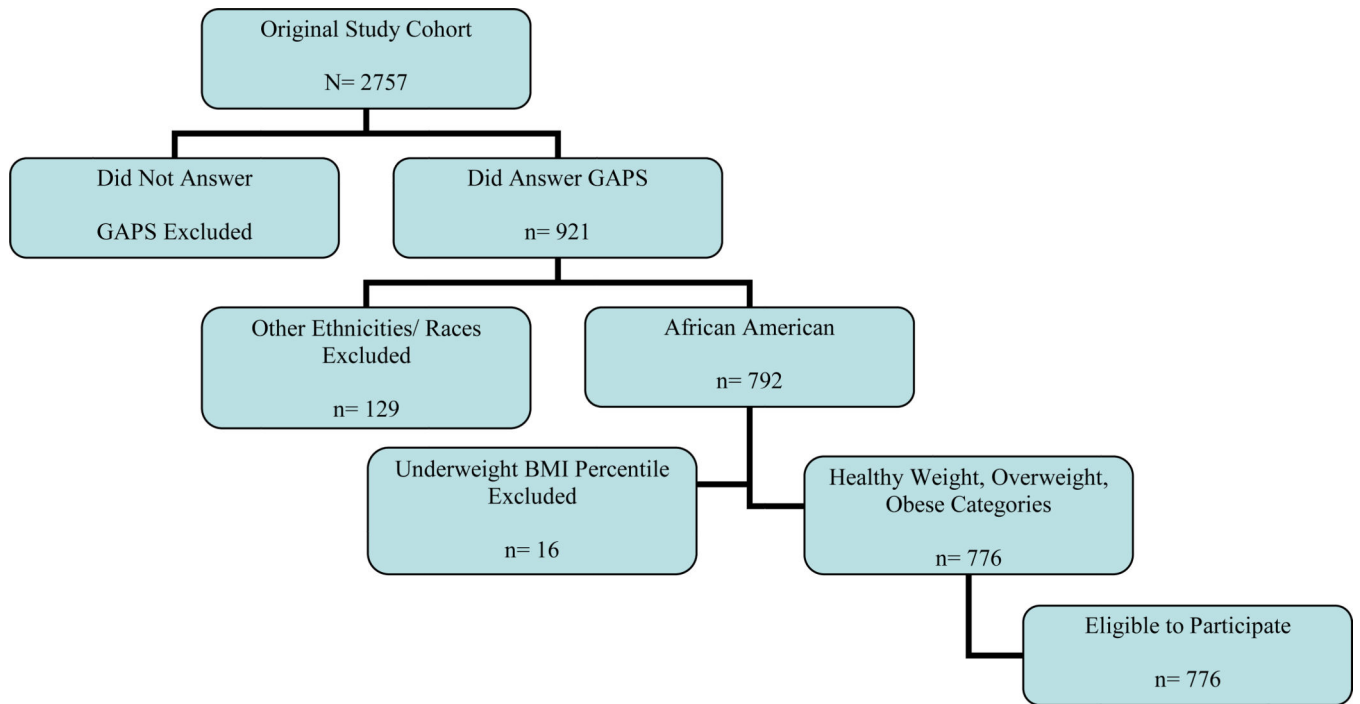 Original Study Cohort
N= 2757
Did Not Answer
GAPS Excluded
Did Answer GAPS
n= 921
Other Ethnicities/ Races
Excluded
n= 129
African American
n= 792
Underweight BMI Percentile
Excluded
n= 16
Healthy Weight, Overweight,
Obese Categories
n= 776
Eligible to Participate
n= 776